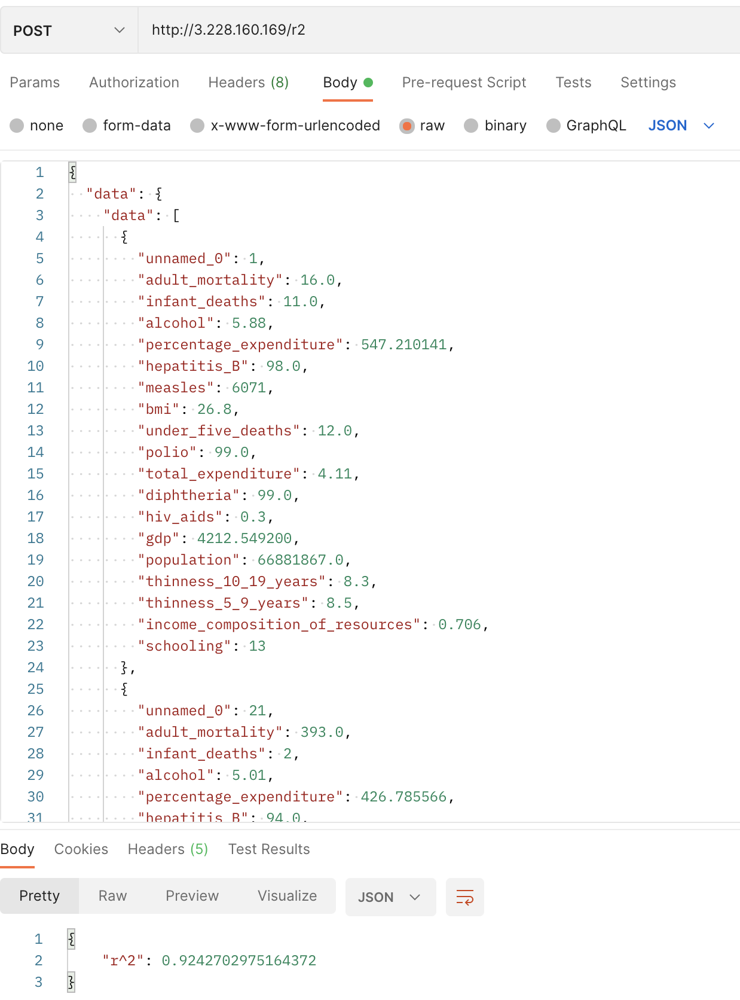 POST http://3.228.160.169/r2
Params Authorization Headers (8) Body Pre-request Script Tests Settings
none form-data x-www-form-urlencoded raw binary GraphQL JSON
1 {
2 "data": {
3 "data": [
4 {
5 "unnamed_0": 1,
6 "adult_mortality": 16.0,
7 "infant_deaths": 11.0,
8 "alcohol": 5.88,
9 "percentage_expenditure": 547.210141,
10 "hepatitis_B": 98.0,
11 "measles": 6071,
12 "bmi": 26.8,
13 "under_five_deaths": 12.0,
14 "polio": 99.0,
15 "total_expenditure": 4.11,
16 "diphtheria": 99.0,
17 "hiv_aids": 0.3,
18 "gdp": 4212.549200,
19 "population": 66881867.0,
20 "thinness_10_19_years": 8.3,
21 "thinness_5_9_years": 8.5,
22 "income_composition_of_resources": 0.706,
23 "schooling": 13
24 },
25 {
26 "unnamed_0": 21,
27 "adult_mortality": 393.0,
28 "infant_deaths": 2,
29 "alcohol": 5.01,
30 "percentage_expenditure": 426.785566,
31 "hepatitis_B": 94.0,
Body Cookies Headers (5) Test Results
Pretty Raw Preview Visualize JSON
1 {
2 "r^2": 0.9242702975164372
3 }